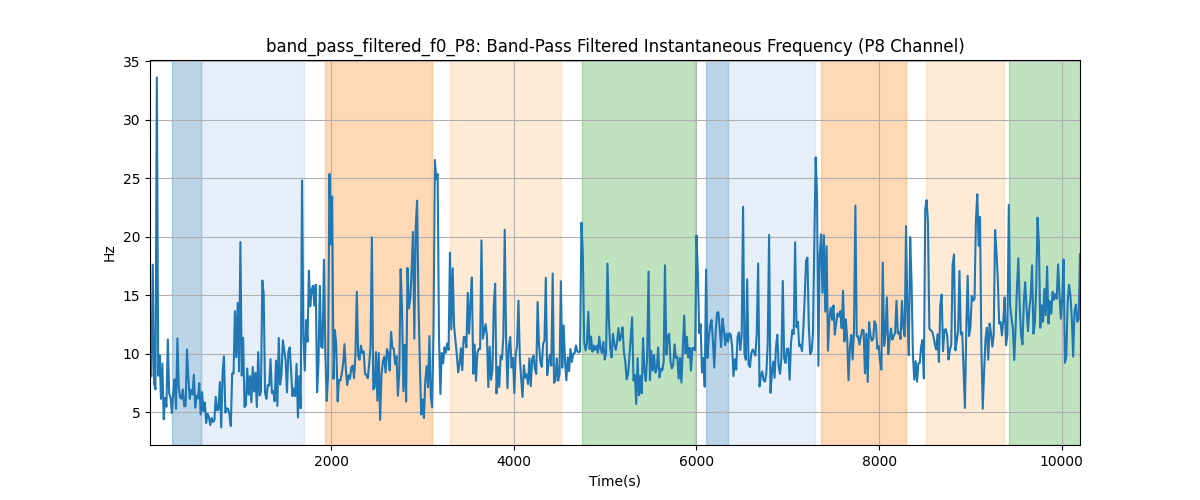 band_pass_filtered_f0_P8: Band-Pass Filtered Instantaneous Frequency (P8 Channel)
35
30
25
20
15
10
5
Hz
2000 4000 6000 8000 10000
Time(s)